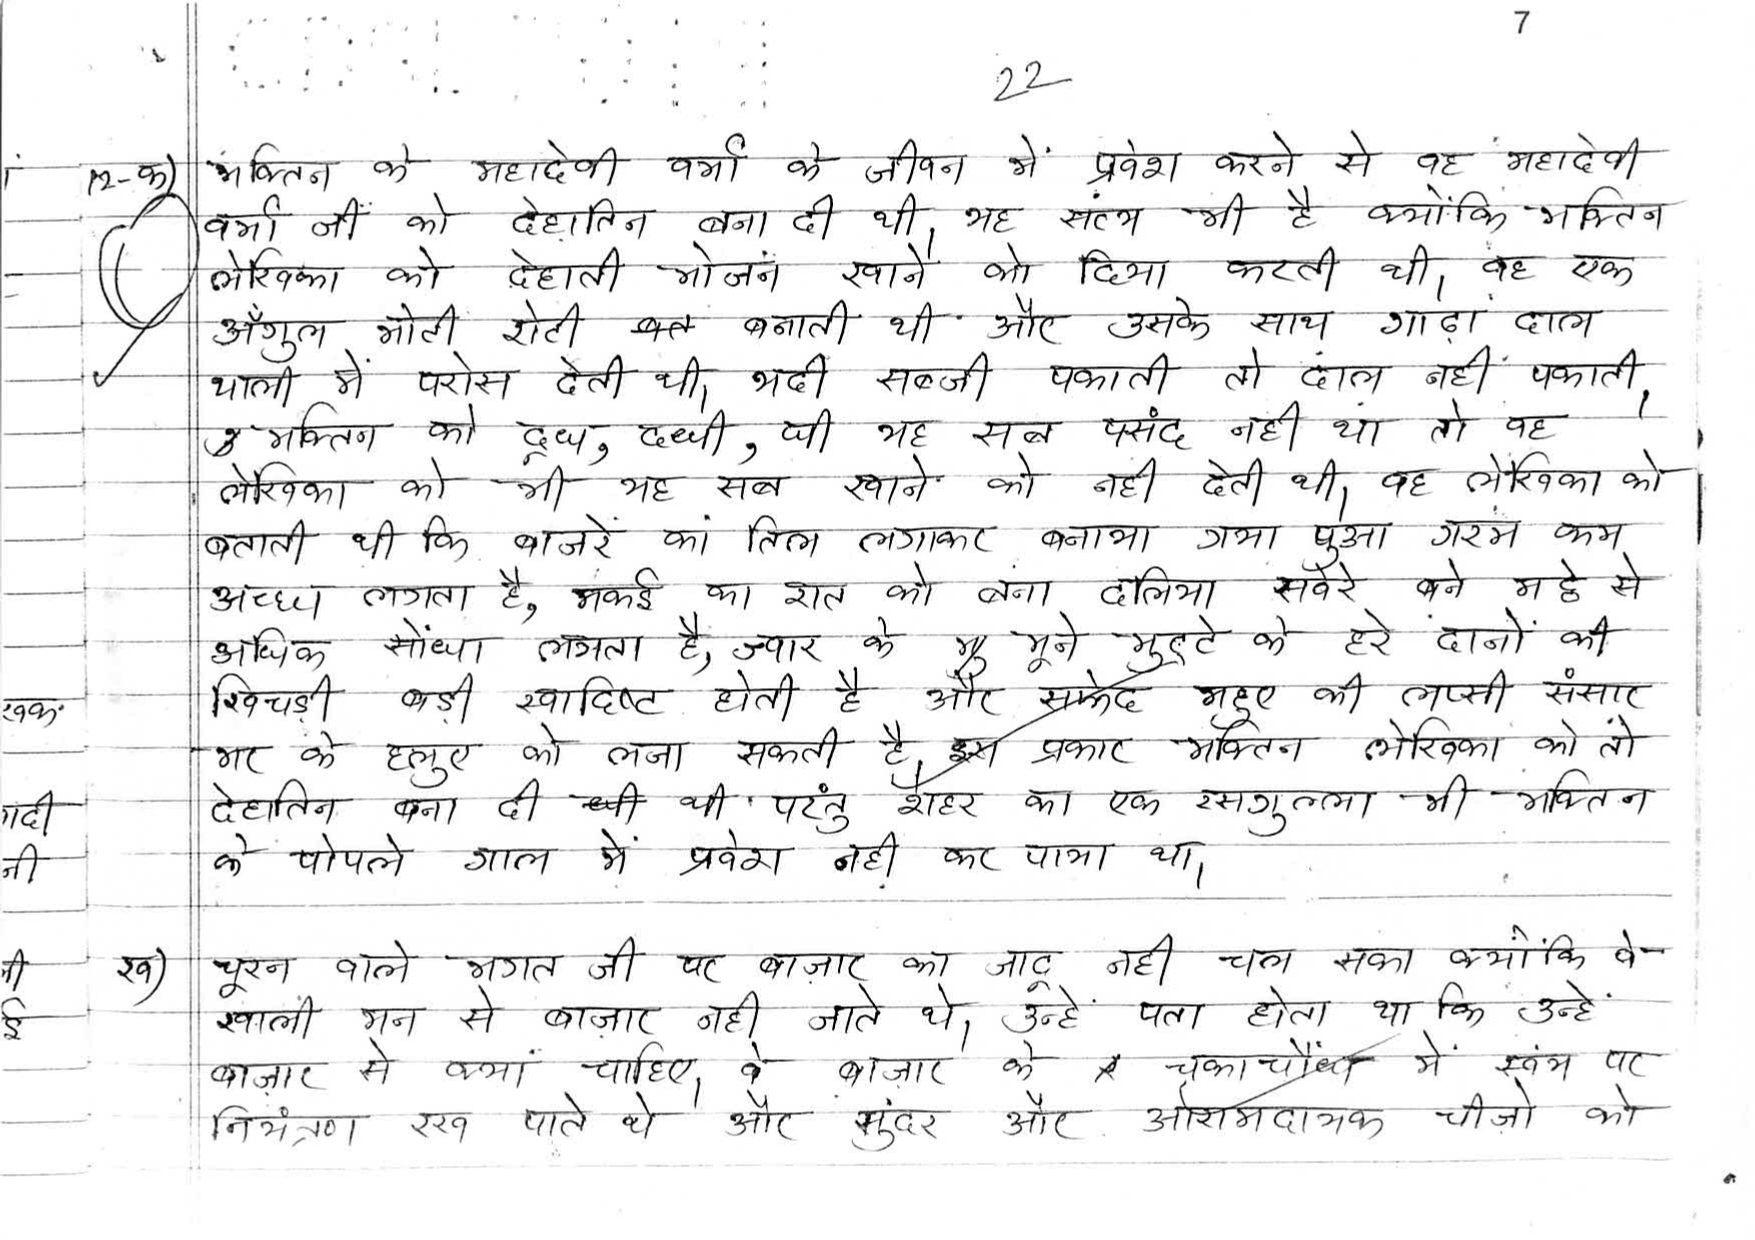 7
22
12-क) भक्तिन के महादेवी वर्मा के जीवन में प्रवेश करने से वह महादेवी
वर्मा जी को देहातिन बना दी थी। यह सत्य भी है क्योंकि भक्तिन
लेखिका को देहाती भोजन खाने को दिया करती थी। वह एक
अँगुल मोटी रोटी बनाती थी और उसके साथ गाढ़ा दाल
थाली में परोस देती थी। यदी सब्जी पकाती तो दाल नहीं पकाती।
भक्तिन को दूध, दध्धी, घी यह सब पसंद नही था तो वह
लेखिका को भी यह सब खाने को नही देती थी। वह लेखिका को
बताती थी कि बाजरें का तिल लगाकर बनाया गया पुआ गरम कम
अच्छा लगता है, मकई का रात को बना दलिया सवेरे बने मट्ठे से
अधिक सोंधा लगता है, ज्वार के भूने भुट्टे के हरे दानों की
खिचड़ी बड़ी स्वादिष्ट होती है और सफेद महुए की लप्सी संसार
भर के हलुए को लजा सकती है। इस प्रकार भक्तिन लेखिका को तो
देहातिन बना दी थी परंतु शहर का एक रसगुल्ला भी भक्तिन
के पोपले गाल में प्रवेश नही कर पाया था।
ख) चूरन वाले भगत जी पर बाज़ार का जादू नही चल सका क्योंकि वे
खाली मन से बाज़ार नही जाते थे। उन्हें पता होता था कि उन्हें
बाज़ार से क्या चाहिए। वे बाज़ार के चकाचौंध में स्वंय पर
नियंत्रण रख पाते थे और सुंदर और ओरामदायक चीज़ो को
खक
गदी
नी
नी
ई